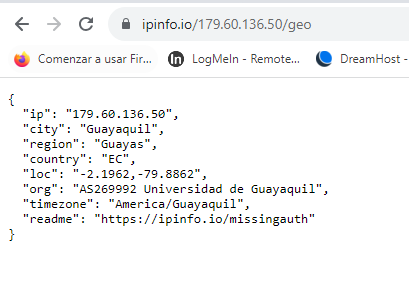 ipinfo.io/179.60.136.50/geo
Comenzar a usar Fir... LogMeIn - Remote... DreamHost -
{
"ip": "179.60.136.50",
"city": "Guayaquil",
"region": "Guayas",
"country": "EC",
"loc": "-2.1962,-79.8862",
"org": "AS269992 Universidad de Guayaquil",
"timezone": "America/Guayaquil",
"readme": "https://ipinfo.io/missingauth"
}